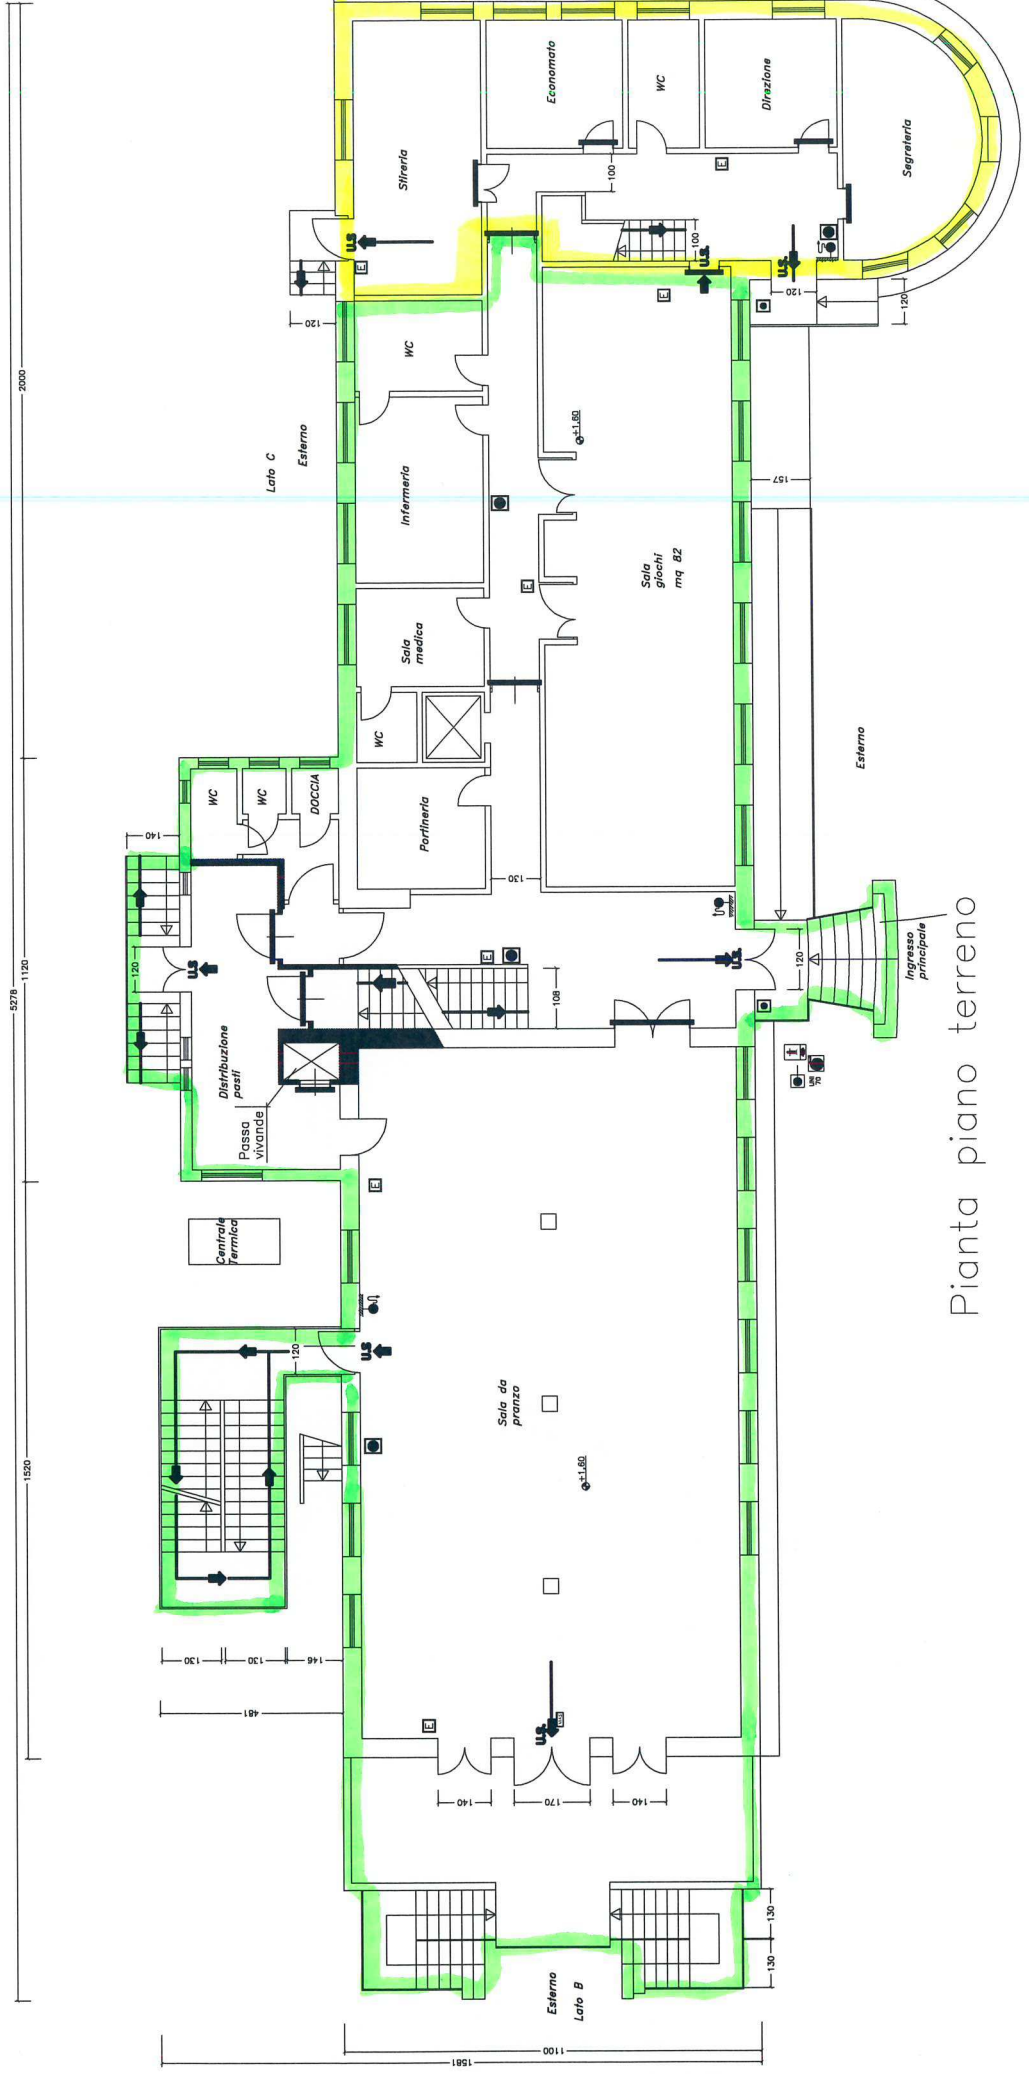 Pianta piano terreno
5278
1520
1120
2000
1581
1100
481
130
130
146
140
120
120
120
Lato C
Esterno
Stireria
U.S
E
Economato
WC
Direzione
Segreteria
100
100
U.S.
U.S.
120
120
E
E
WC
Infermeria
Sala
medica
WC
Portineria
E
+1.60
Sala
giochi
mq 82
157
Esterno
130
WC
WC
DOCCIA
U.S
Distribuzione
pasti
Passa
vivande
E
108
U.S.
120
Ingresso
principale
UNI
70
Centrale
Termica
E
U.S
Sala da
pranzo
+1.60
E
U.S.
140
170
140
130
130
Esterno
Lato B